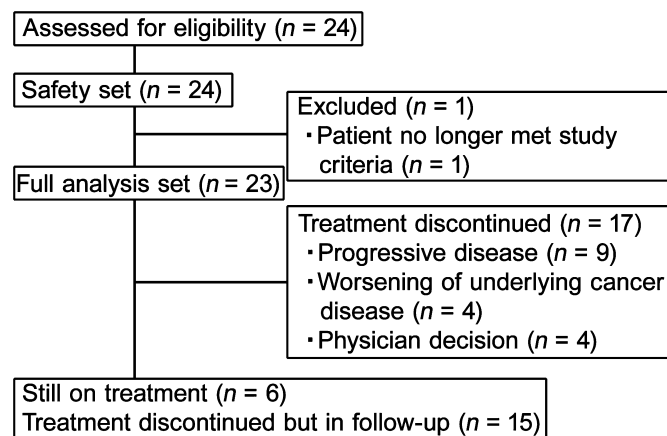 Assessed for eligibility (n = 24)
Safety set (n = 24)
Excluded (n = 1)
・Patient no longer met study
criteria (n = 1)
Full analysis set (n = 23)
Treatment discontinued (n = 17)
・Progressive disease (n = 9)
・Worsening of underlying cancer
disease (n = 4)
・Physician decision (n = 4)
Still on treatment (n = 6)
Treatment discontinued but in follow-up (n = 15)